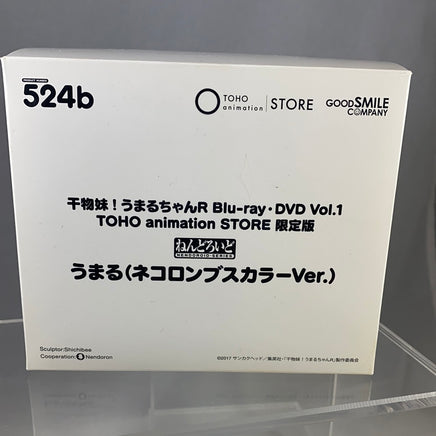 PRODUCT NUMBER
524b
TOHO animation STORE
GOOD SMILE COMPANY
干物妹！うまるちゃんR Blu-ray・DVD Vol.1
TOHO animation STORE 限定版
ねんどろいど
NENDOROID SERIES
うまる(ネコロンブスカラーVer.)
Sculptor:Shichibee
Cooperation: Nendoron
©2017 サンカクヘッド／集英社・「干物妹！うまるちゃんR」製作委員会